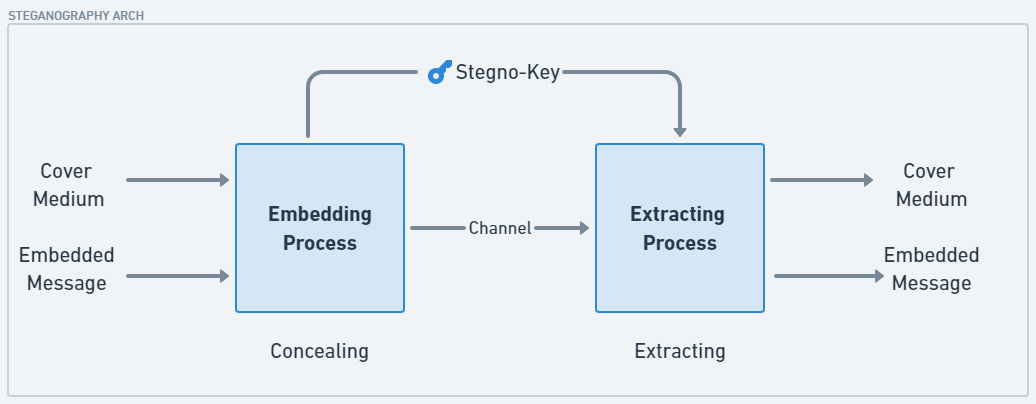 STEGANOGRAPHY ARCH
Stegno-Key
Cover
Medium
Embedded
Message
Embedding
Process
Channel
Extracting
Process
Cover
Medium
Embedded
Message
Concealing
Extracting